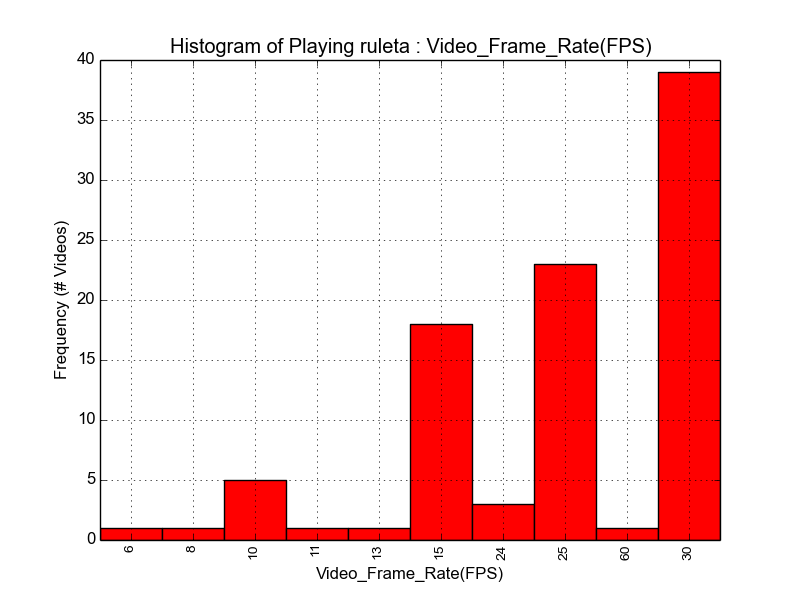 Histogram of Playing ruleta : Video_Frame_Rate(FPS)
40
35
30
25
20
15
10
5
0
Frequency (# Videos)
6 8 10 11 13 15 24 25 60 30
Video_Frame_Rate(FPS)